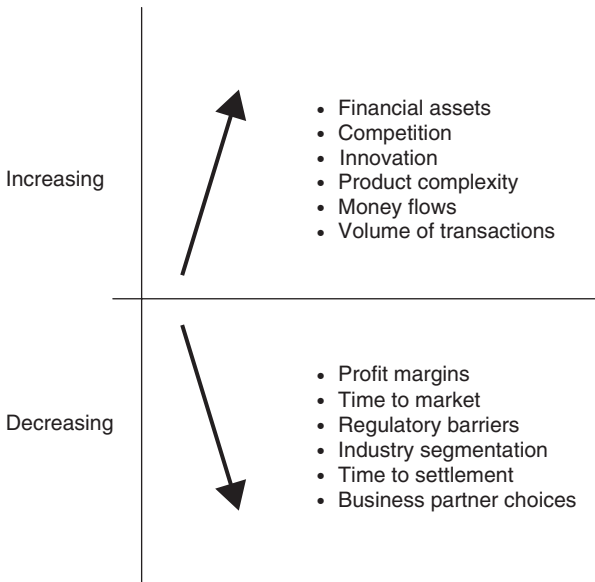 Increasing
• Financial assets
• Competition
• Innovation
• Product complexity
• Money flows
• Volume of transactions
Decreasing
• Profit margins
• Time to market
• Regulatory barriers
• Industry segmentation
• Time to settlement
• Business partner choices